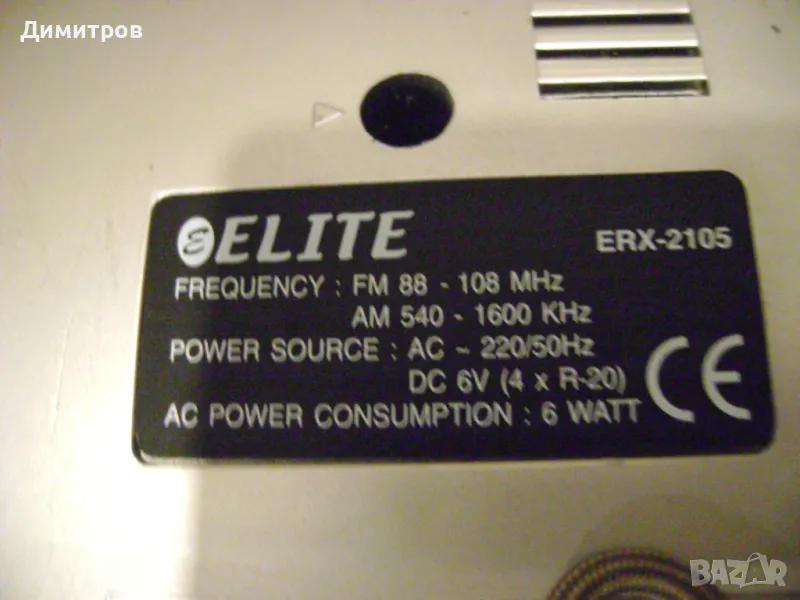 Димитров
ELITE
ERX-2105
FREQUENCY : FM 88 - 108 MHz
AM 540 - 1600 KHz
POWER SOURCE : AC ~ 220/50Hz
DC 6V (4 x R-20)
AC POWER CONSUMPTION : 6 WATT
CE
BAZAR